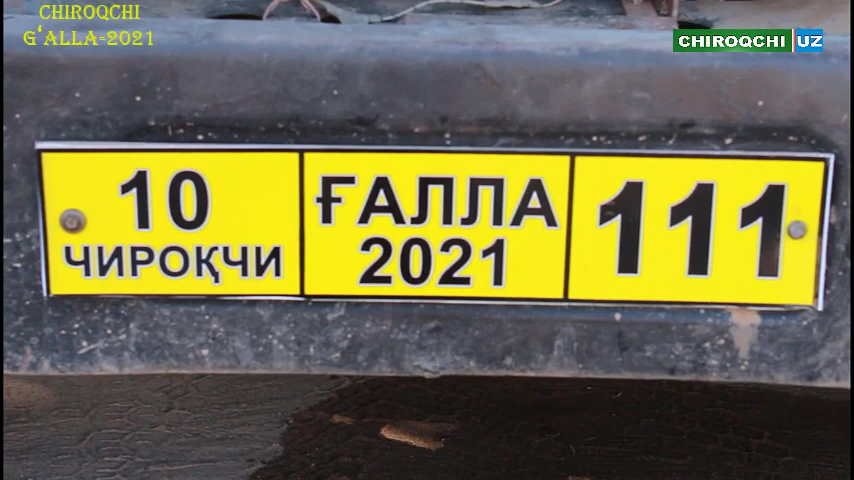 CHIROQCHI
G‘ALLA-2021
CHIROQCHI UZ
10
ЧИРОҚЧИ
ҒАЛЛА
2021
111